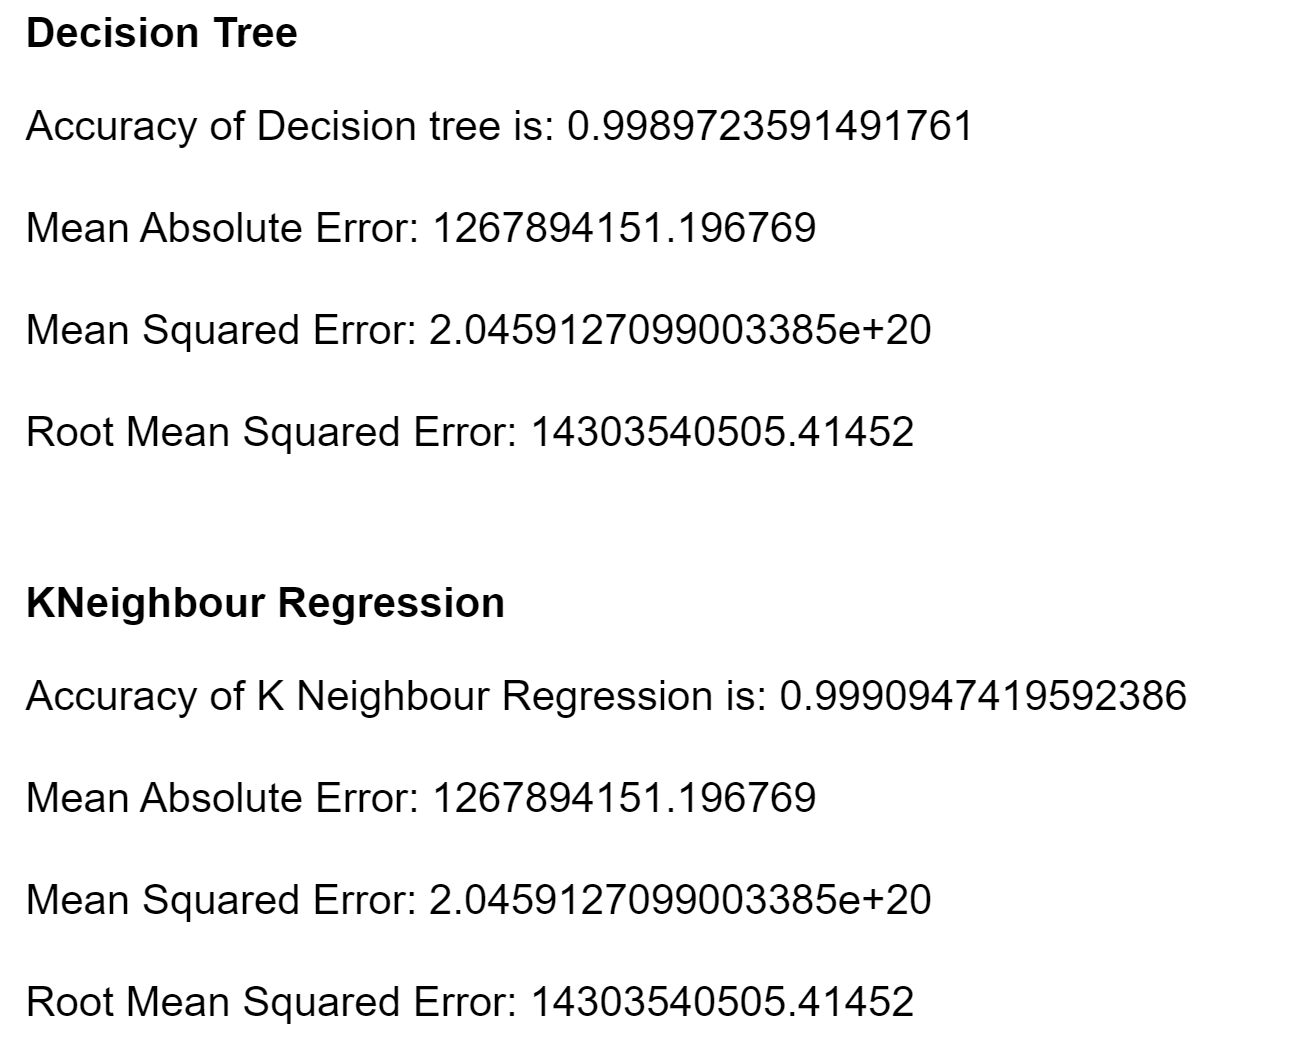 Decision Tree
Accuracy of Decision tree is: 0.9989723591491761
Mean Absolute Error: 1267894151.196769
Mean Squared Error: 2.0459127099003385e+20
Root Mean Squared Error: 14303540505.41452
KNeighbour Regression
Accuracy of K Neighbour Regression is: 0.9990947419592386
Mean Absolute Error: 1267894151.196769
Mean Squared Error: 2.0459127099003385e+20
Root Mean Squared Error: 14303540505.41452